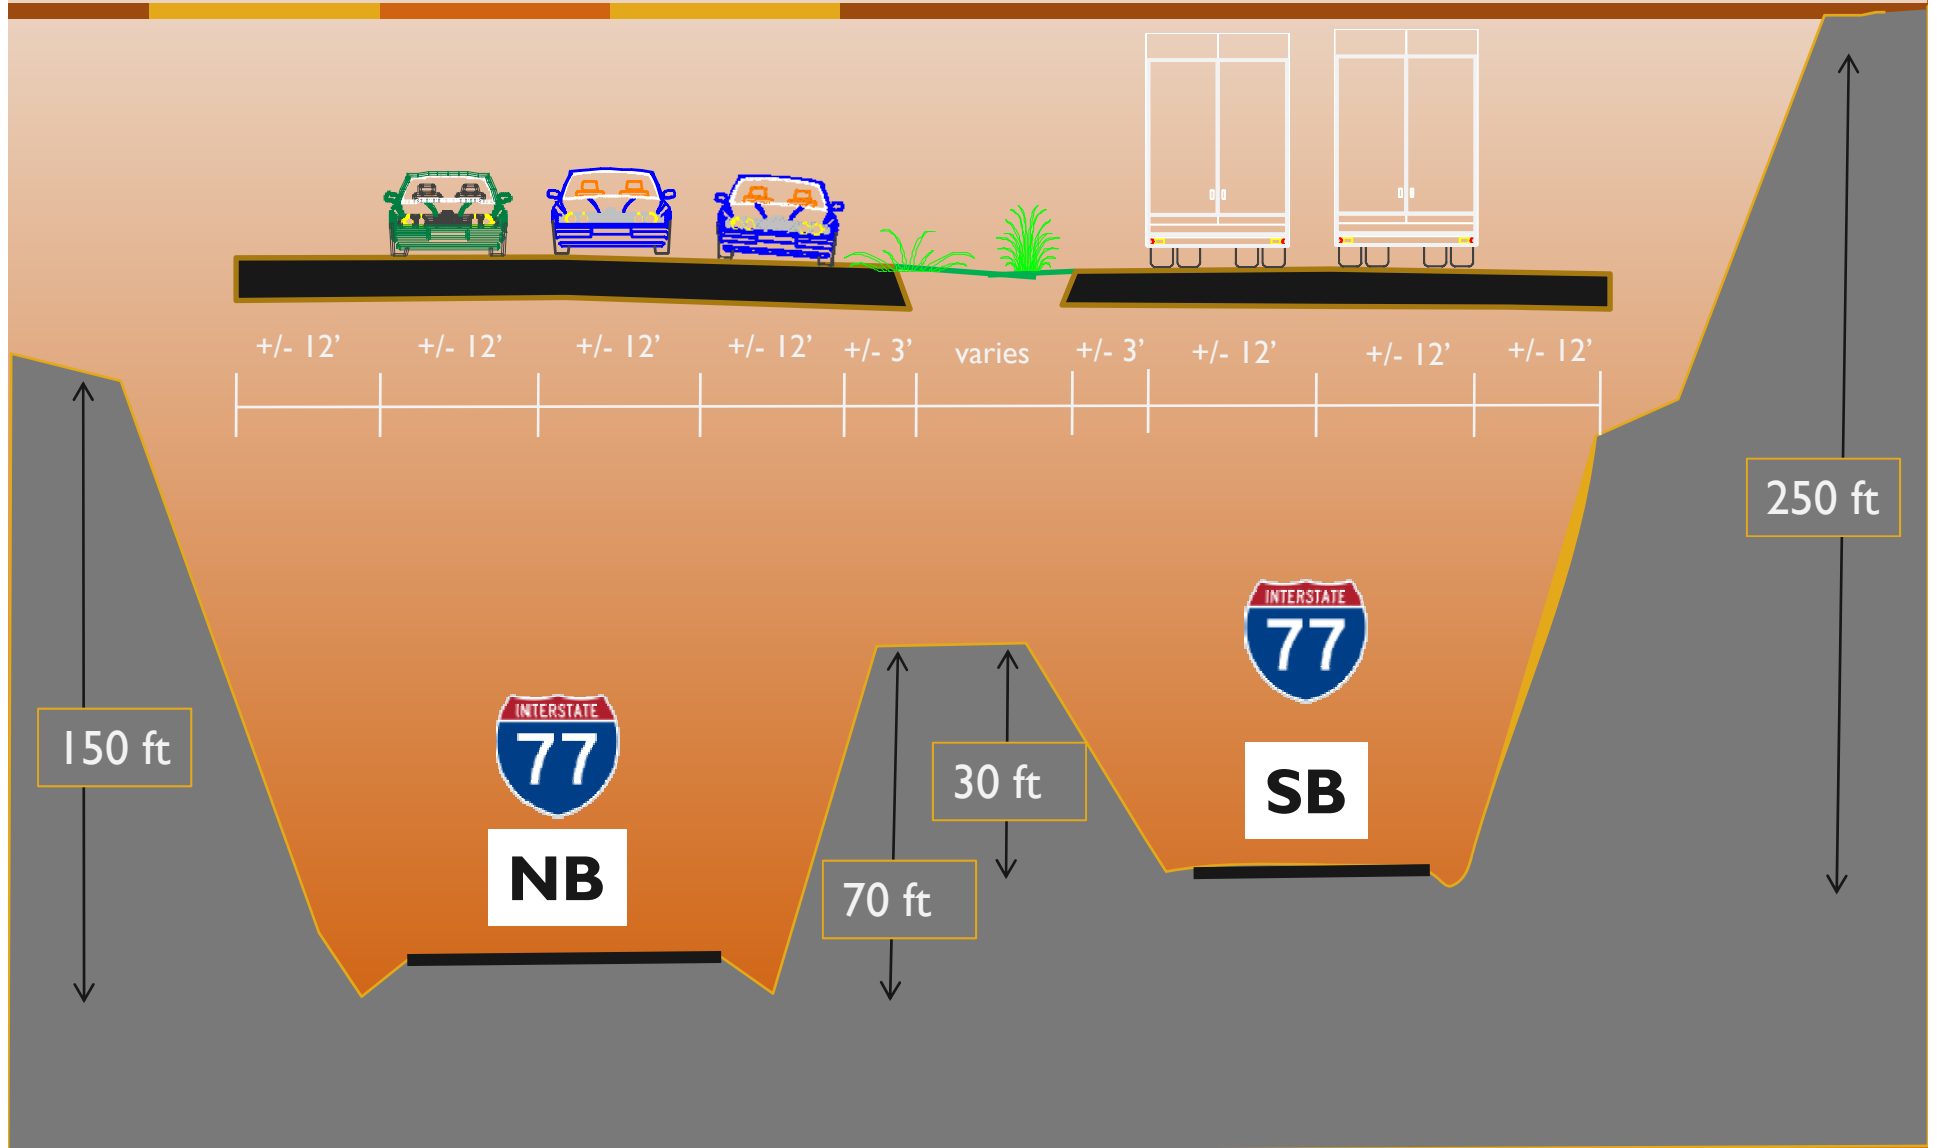 +/- 12’
+/- 12’
+/- 12’
+/- 12’
+/- 3’
varies
+/- 3’
+/- 12’
+/- 12’
+/- 12’
250 ft
INTERSTATE
77
SB
INTERSTATE
77
NB
150 ft
30 ft
70 ft